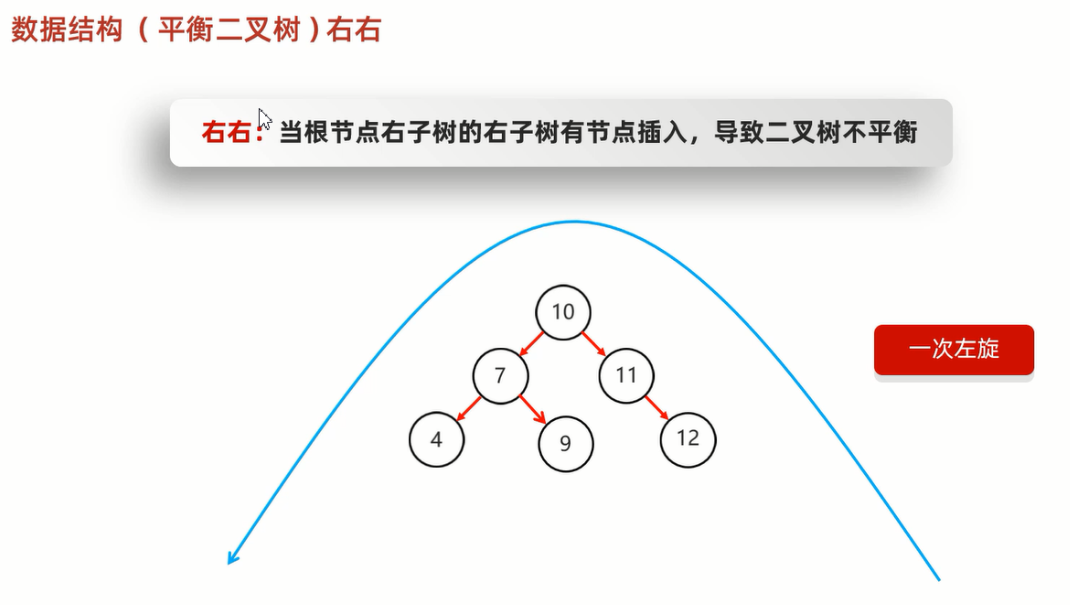 数据结构（平衡二叉树）右右
右右：当根节点右子树的右子树有节点插入，导致二叉树不平衡
10
一次左旋
7 11
4 9 12